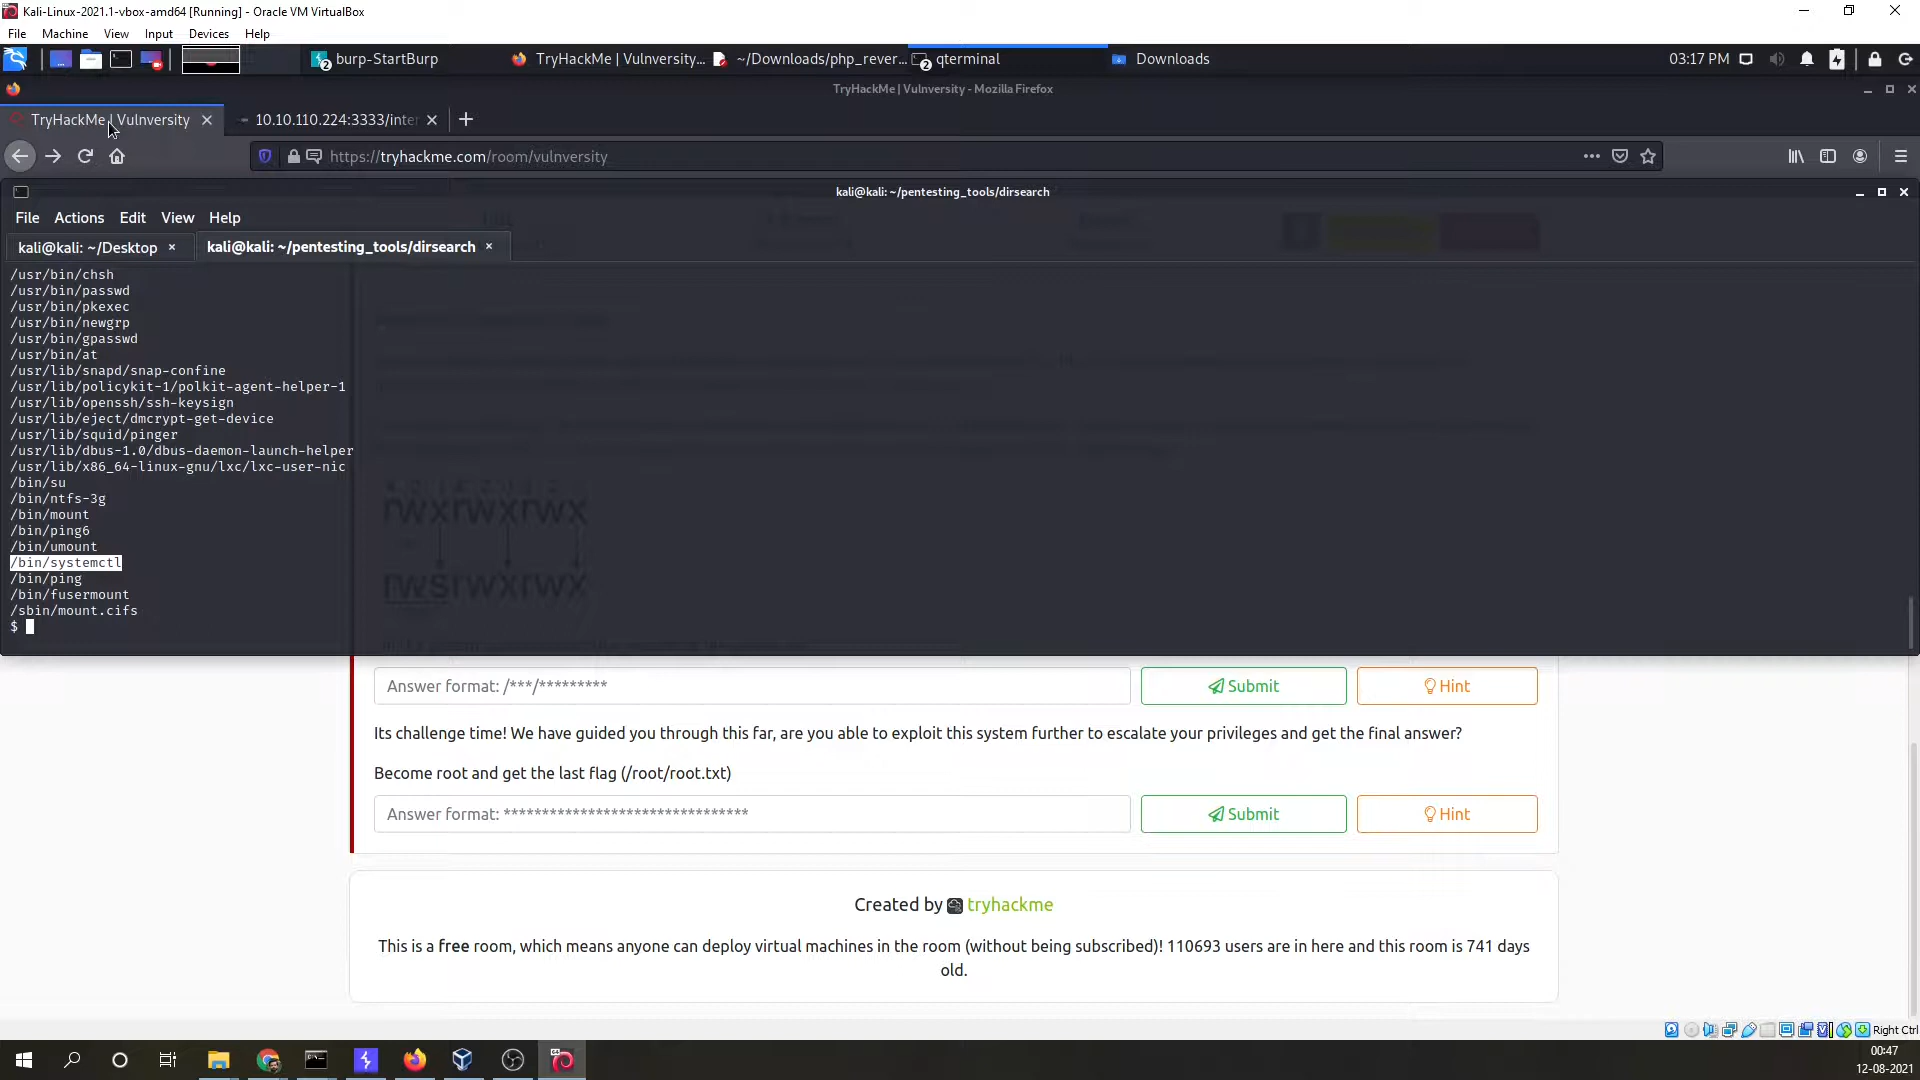 Kali-Linux-2021.1-vbox-amd64 [Running] - Oracle VM VirtualBox
File Machine View Input Devices Help
burp-StartBurp TryHackMe | Vulnversity... ~/Downloads/php_rever... qterminal Downloads 03:17 PM
TryHackMe | Vulnversity - Mozilla Firefox
TryHackMe | Vulnversity 10.10.110.224:3333/inter
https://tryhackme.com/room/vulnversity
kali@kali: ~/pentesting_tools/dirsearch
File Actions Edit View Help
kali@kali: ~/Desktop kali@kali: ~/pentesting_tools/dirsearch
/usr/bin/chsh
/usr/bin/passwd
/usr/bin/pkexec
/usr/bin/newgrp
/usr/bin/gpasswd
/usr/bin/at
/usr/lib/snapd/snap-confine
/usr/lib/policykit-1/polkit-agent-helper-1
/usr/lib/openssh/ssh-keysign
/usr/lib/eject/dmcrypt-get-device
/usr/lib/squid/pinger
/usr/lib/dbus-1.0/dbus-daemon-launch-helper
/usr/lib/x86_64-linux-gnu/lxc/lxc-user-nic
/bin/su
/bin/ntfs-3g
/bin/mount
/bin/ping6
/bin/umount
/bin/systemctl
/bin/ping
/bin/fusermount
/sbin/mount.cifs
$
rwxrwxrwx
rwsrwxrwx
Answer format: /***/********* Submit Hint
Its challenge time! We have guided you through this far, are you able to exploit this system further to escalate your privileges and get the final answer?
Become root and get the last flag (/root/root.txt)
Answer format: ******************************** Submit Hint
Created by tryhackme
This is a free room, which means anyone can deploy virtual machines in the room (without being subscribed)! 110693 users are in here and this room is 741 days
old.
Right Ctrl
00:47
12-08-2021